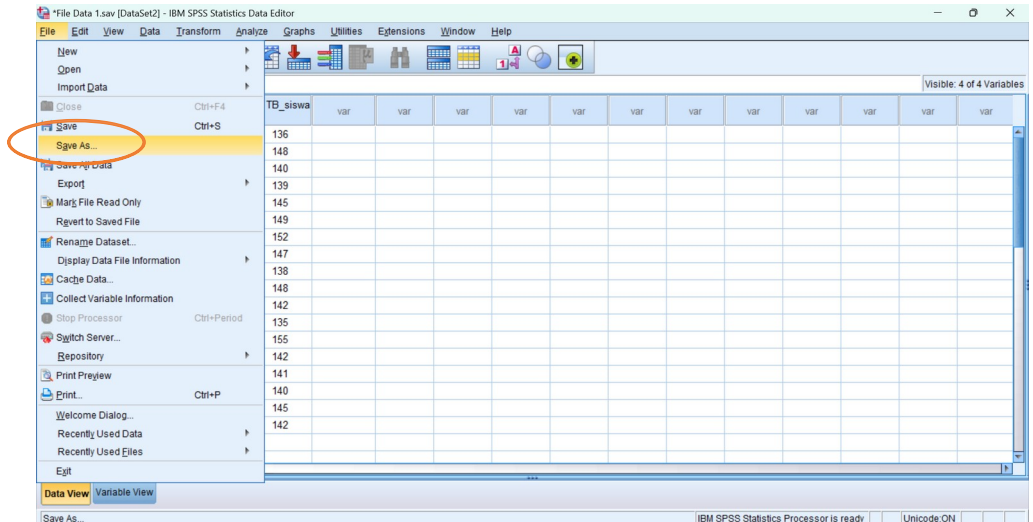 *File Data 1.sav [DataSet2] - IBM SPSS Statistics Data Editor
File Edit View Data Transform Analyze Graphs Utilities Extensions Window Help
New
Open
Import Data
Close Ctrl+F4
Save Ctrl+S
Save As...
Save All Data
Export
Mark File Read Only
Revert to Saved File
Rename Dataset...
Display Data File Information
Cache Data...
Collect Variable Information
Stop Processor Ctrl+Period
Switch Server...
Repository
Print Preview
Print... Ctrl+P
Welcome Dialog...
Recently Used Data
Recently Used Files
Exit
Visible: 4 of 4 Variables
TB_siswa var var var var var var var var var var var var
136
148
140
139
145
149
152
147
138
148
142
135
155
142
141
140
145
142
Data View Variable View
Save As... IBM SPSS Statistics Processor is ready Unicode:ON